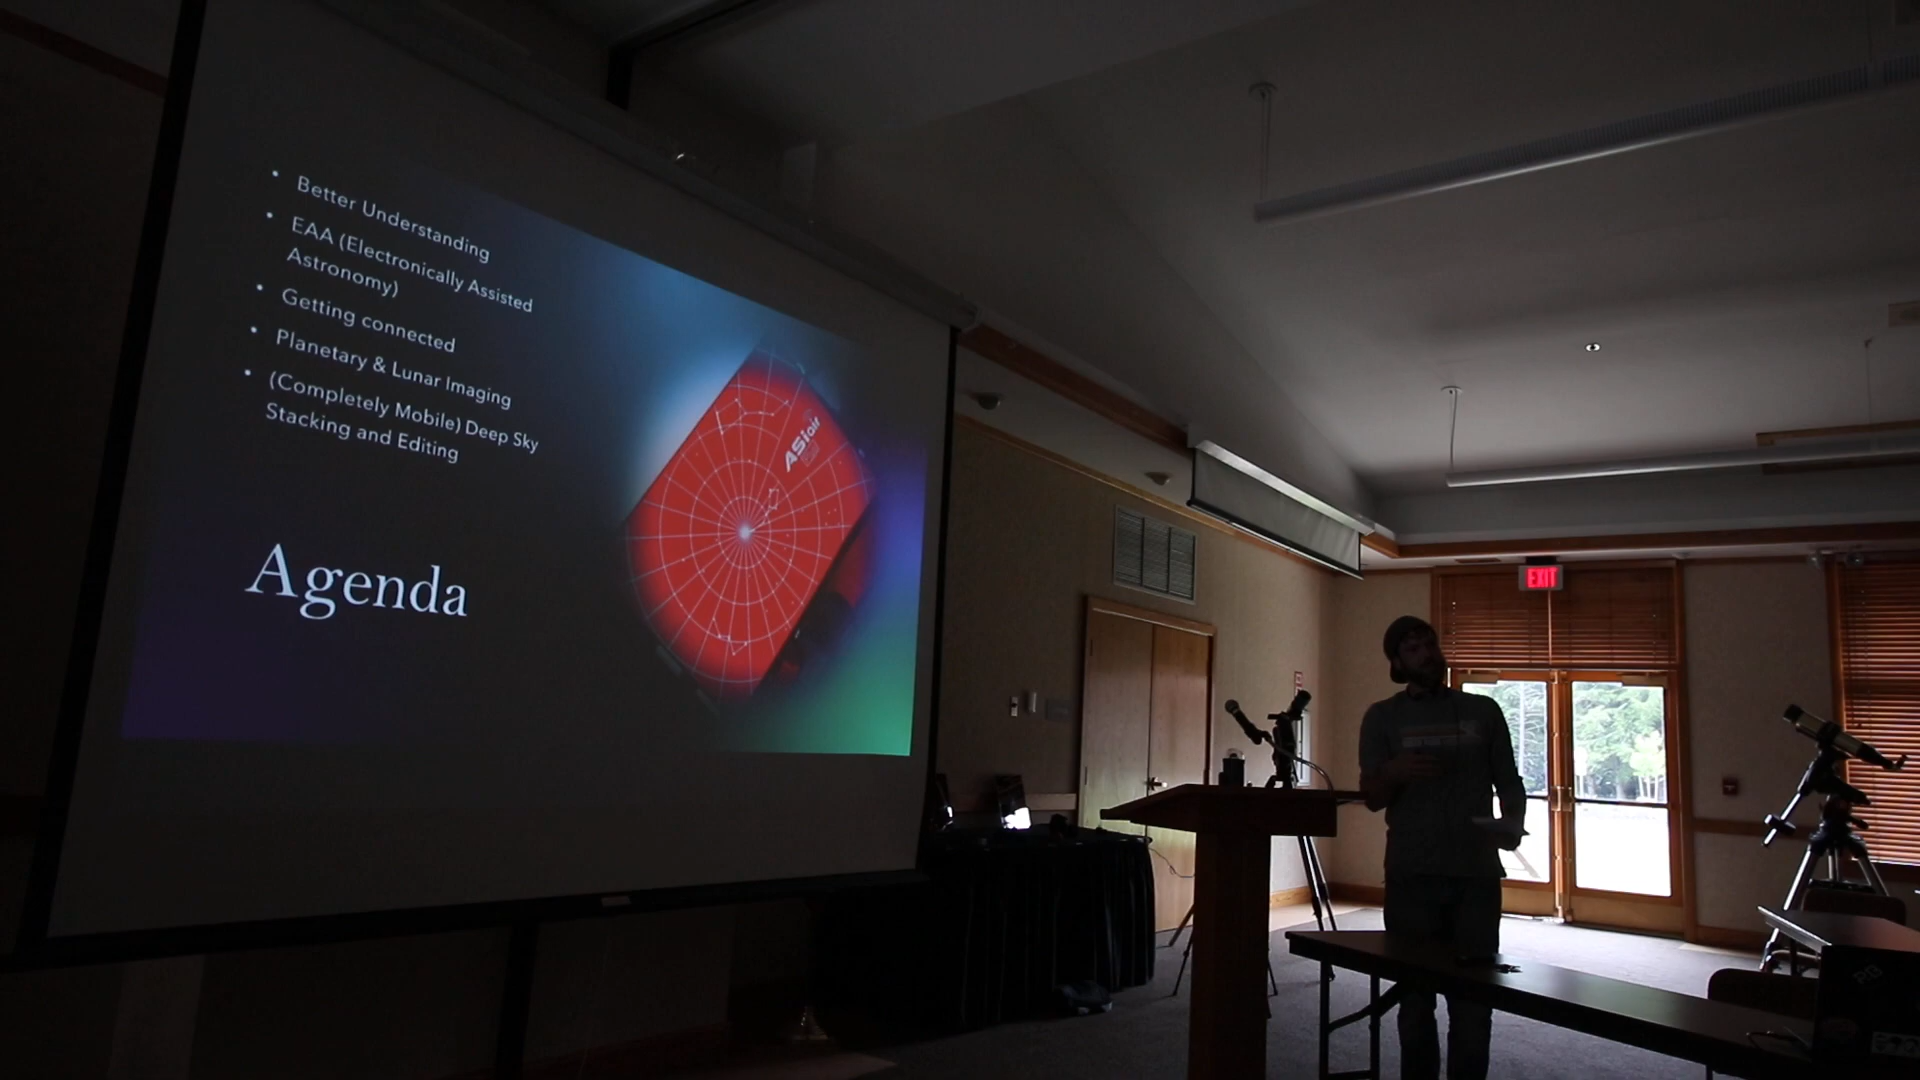 • Better Understanding
• EAA (Electronically Assisted
Astronomy)
• Getting connected
• Planetary & Lunar Imaging
• (Completely Mobile) Deep Sky
Stacking and Editing
Agenda
ASiair
EXIT